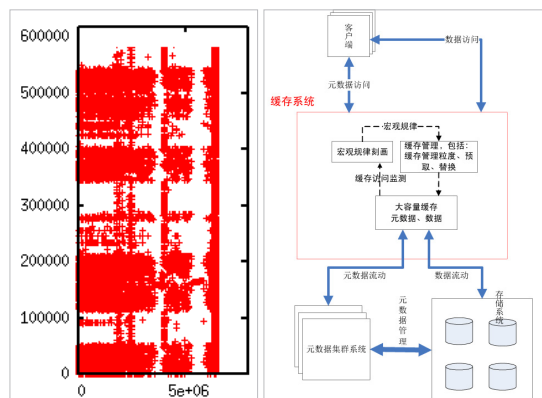 600000
500000
400000
300000
200000
100000
0
0
5e+06
客户端
数据访问
元数据访问
缓存系统
宏观规律
宏观规律刻画
缓存管理，包括：
缓存管理粒度、预
取、替换
缓存访问监测
大容量缓存
元数据、数据
元数据流动
数据流动
元数据集群系统
元数据管理
存储系统